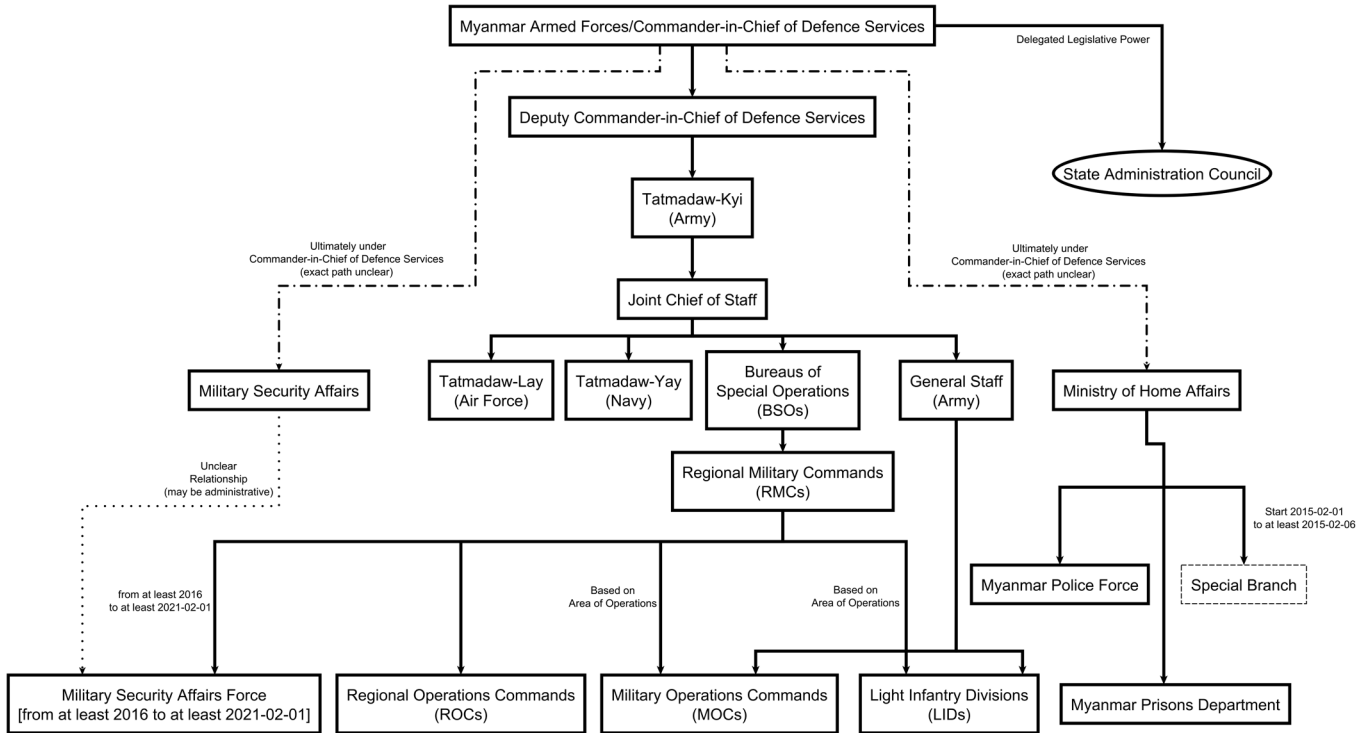 Myanmar Armed Forces/Commander-in-Chief of Defence Services
Delegated Legislative Power
Deputy Commander-in-Chief of Defence Services
State Administration Council
Tatmadaw-Kyi
(Army)
Ultimately under
Commander-in-Chief of Defence Services
(exact path unclear)
Ultimately under
Commander-in-Chief of Defence Services
(exact path unclear)
Joint Chief of Staff
Military Security Affairs
Tatmadaw-Lay
(Air Force)
Tatmadaw-Yay
(Navy)
Bureaus of
Special Operations
(BSOs)
General Staff
(Army)
Ministry of Home Affairs
Unclear
Relationship
(may be administrative)
Regional Military Commands
(RMCs)
Start 2015-02-01
to at least 2015-02-06
Myanmar Police Force
Special Branch
from at least 2016
to at least 2021-02-01
Based on
Area of Operations
Based on
Area of Operations
Military Security Affairs Force
[from at least 2016 to at least 2021-02-01]
Regional Operations Commands
(ROCs)
Military Operations Commands
(MOCs)
Light Infantry Divisions
(LIDs)
Myanmar Prisons Department